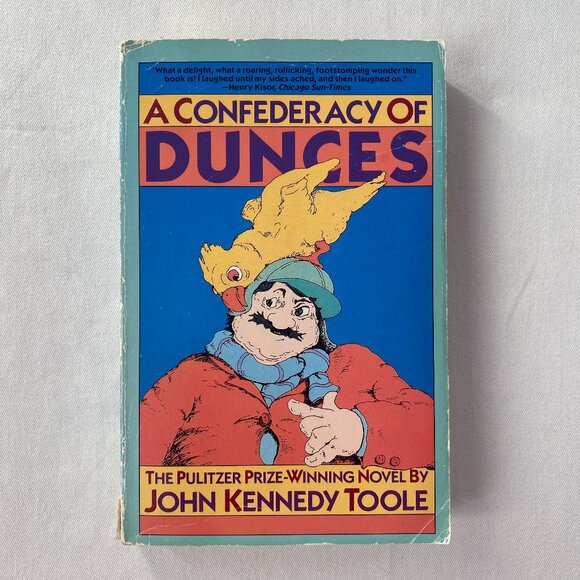 "What a delight, what a roaring, rollicking, footstomping wonder this
book is! I laughed until my sides ached, and then I laughed on."
—Henry Kisor, Chicago Sun-Times
A CONFEDERACY OF
DUNCES
THE PULITZER PRIZE-WINNING NOVEL BY
JOHN KENNEDY TOOLE